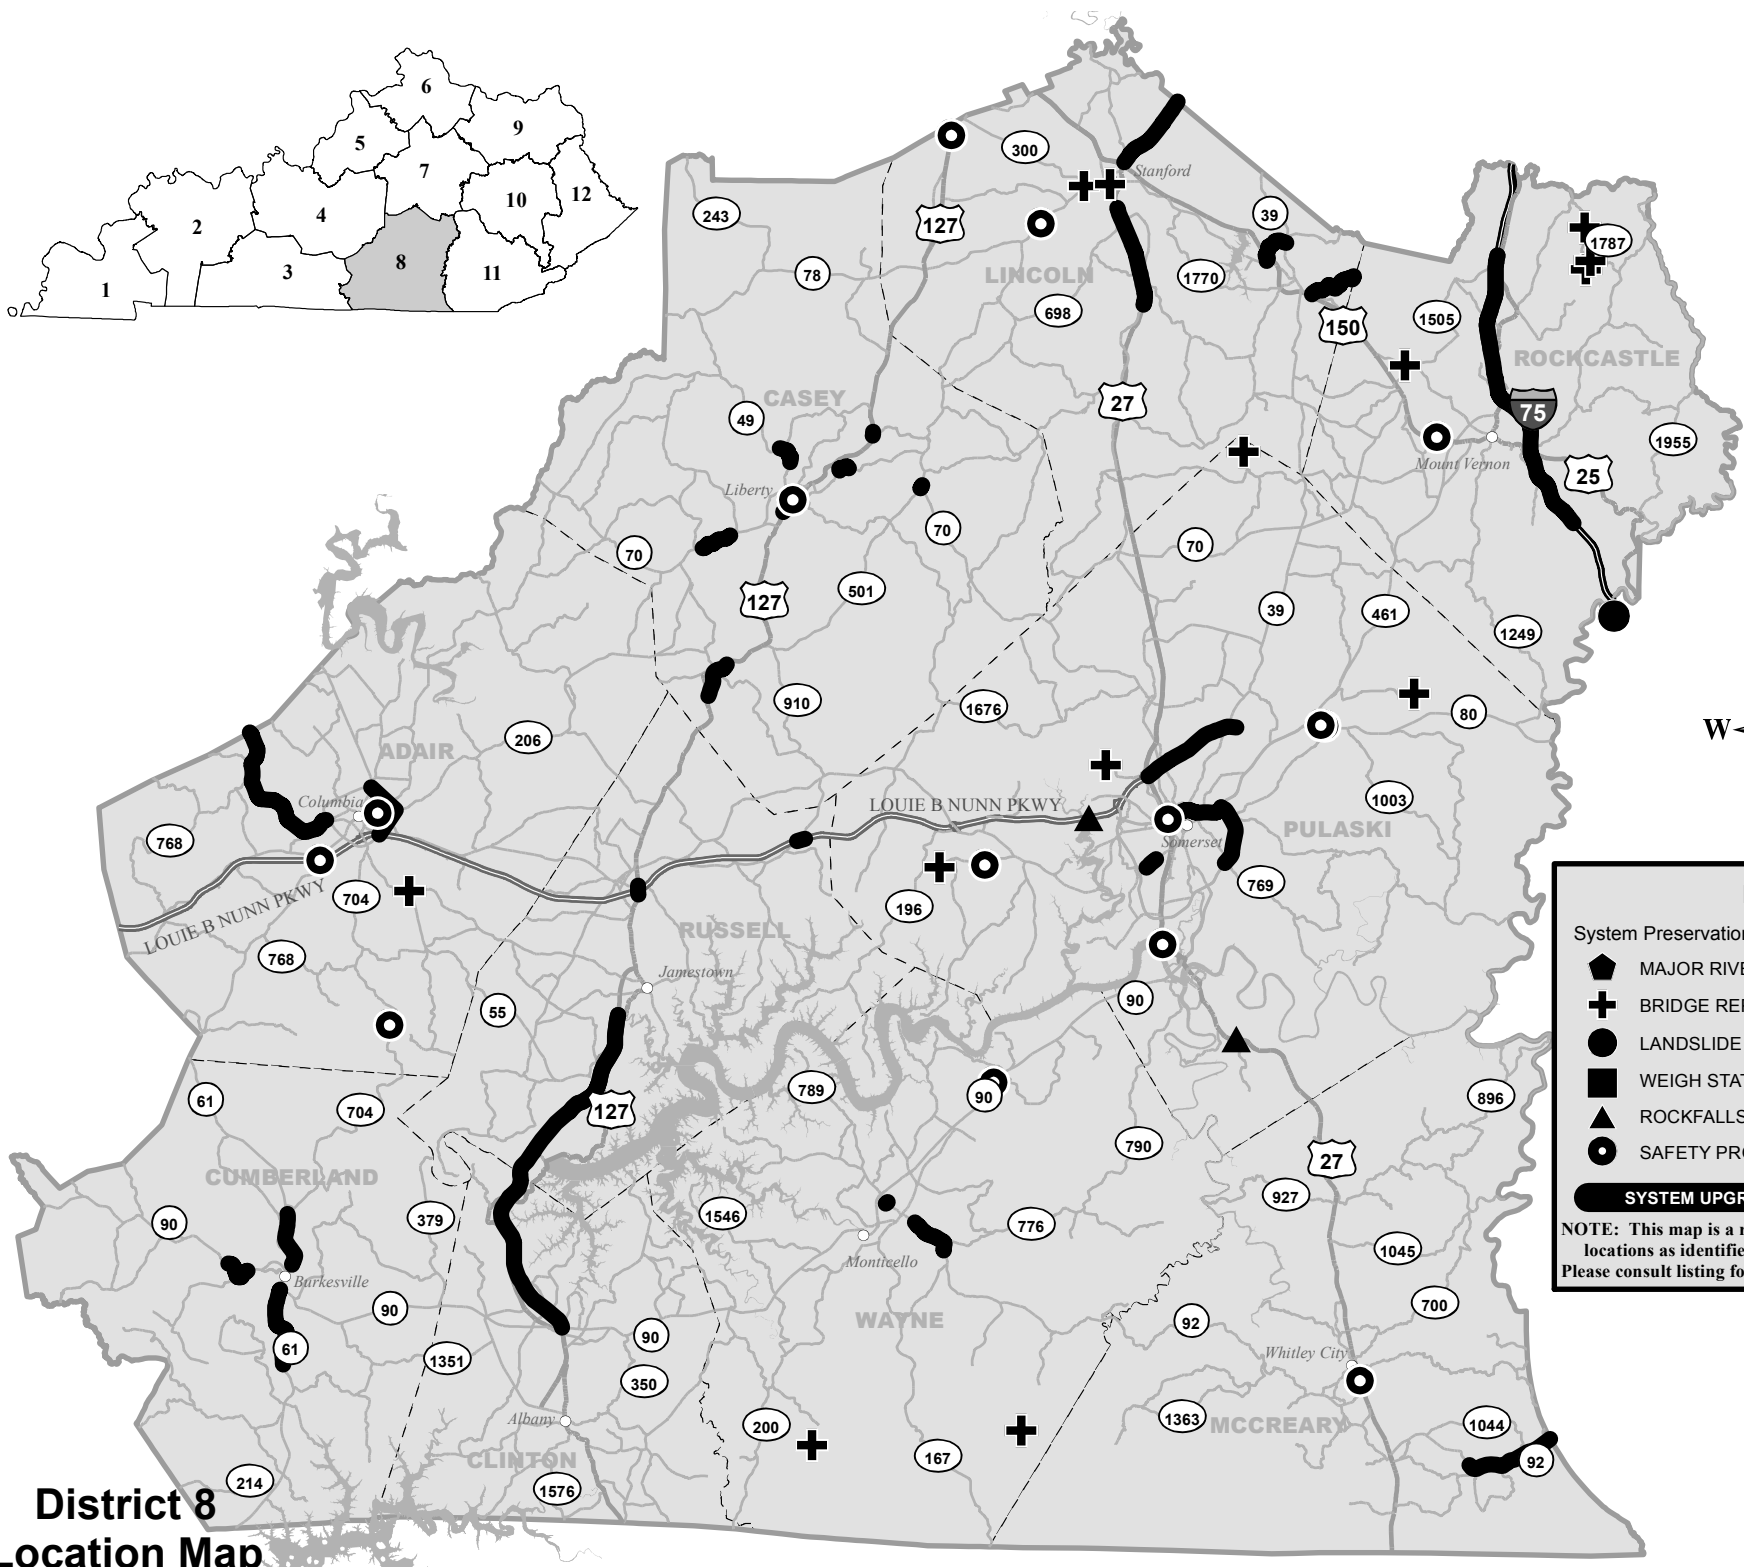 6
9
5
7
12
10
4
2
8
3
11
1
300
Stanford
243
39
127
1787
LINCOLN
78
1770
698
1505
150
ROCKCASTLE
CASEY
27
75
49
1955
Mount Vernon
25
Liberty
70
70
70
501
127
39
461
1249
910
1676
80
W
206
ADAIR
Columbia
LOUIE B NUNN PKWY
1003
PULASKI
768
Somerset
769
704
196
LOUIE B NUNN PKWY
RUSSELL
768
Jamestown
90
55
System Preservation
MAJOR RIVE
BRIDGE REP
LANDSLIDE
WEIGH STAT
ROCKFALLS
SAFETY PRO
SYSTEM UPGR
NOTE: This map is a r
locations as identifie
Please consult listing fo
789
90
896
61
704
127
790
27
CUMBERLAND
927
90
379
1546
776
1045
Monticello
Burkesville
700
90
WAYNE
92
90
61
1351
Whitley City
350
Albany
200
1363
MCCREARY
1044
CLINTON
167
92
214
1576
District 8
Location Map